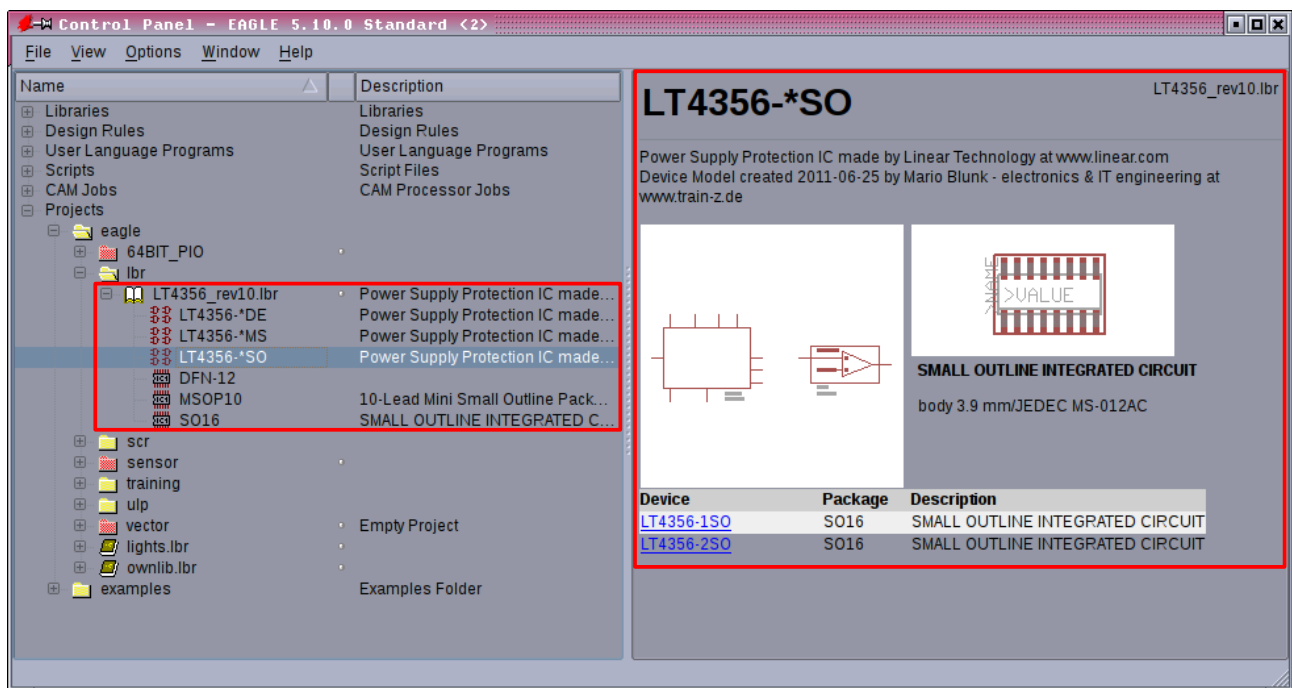 Control Panel - EAGLE 5.10.0 Standard <2>
File View Options Window Help
Name Description
Libraries Libraries
Design Rules Design Rules
User Language Programs User Language Programs
Scripts Script Files
CAM Jobs CAM Processor Jobs
Projects
eagle
64BIT_PIO
lbr
LT4356_rev10.lbr Power Supply Protection IC made...
LT4356-*DE Power Supply Protection IC made...
LT4356-*MS Power Supply Protection IC made...
LT4356-*SO Power Supply Protection IC made...
DFN-12
MSOP10 10-Lead Mini Small Outline Pack...
SO16 SMALL OUTLINE INTEGRATED C...
scr
sensor
training
ulp
vector Empty Project
lights.lbr
ownlib.lbr
examples Examples Folder
LT4356-*SO LT4356_rev10.lbr
Power Supply Protection IC made by Linear Technology at www.linear.com
Device Model created 2011-06-25 by Mario Blunk - electronics & IT engineering at
www.train-z.de
>NAME
>VALUE
SMALL OUTLINE INTEGRATED CIRCUIT
body 3.9 mm/JEDEC MS-012AC
Device Package Description
LT4356-1SO SO16 SMALL OUTLINE INTEGRATED CIRCUIT
LT4356-2SO SO16 SMALL OUTLINE INTEGRATED CIRCUIT